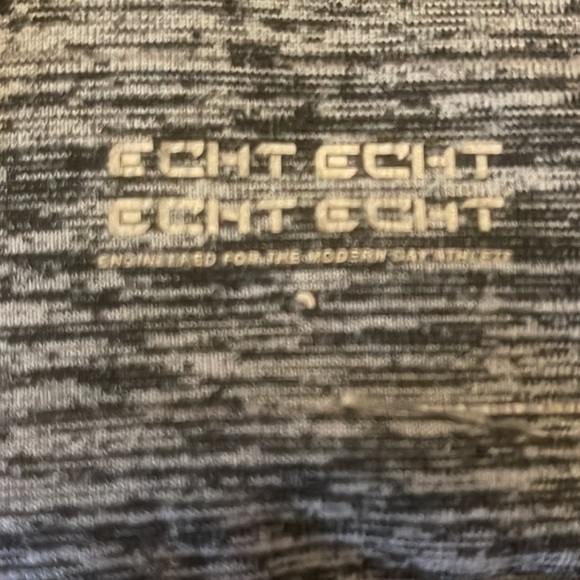 ECHT ECHT
ECHT ECHT
ENGINEERED FOR THE MODERN DAY ATHLETE